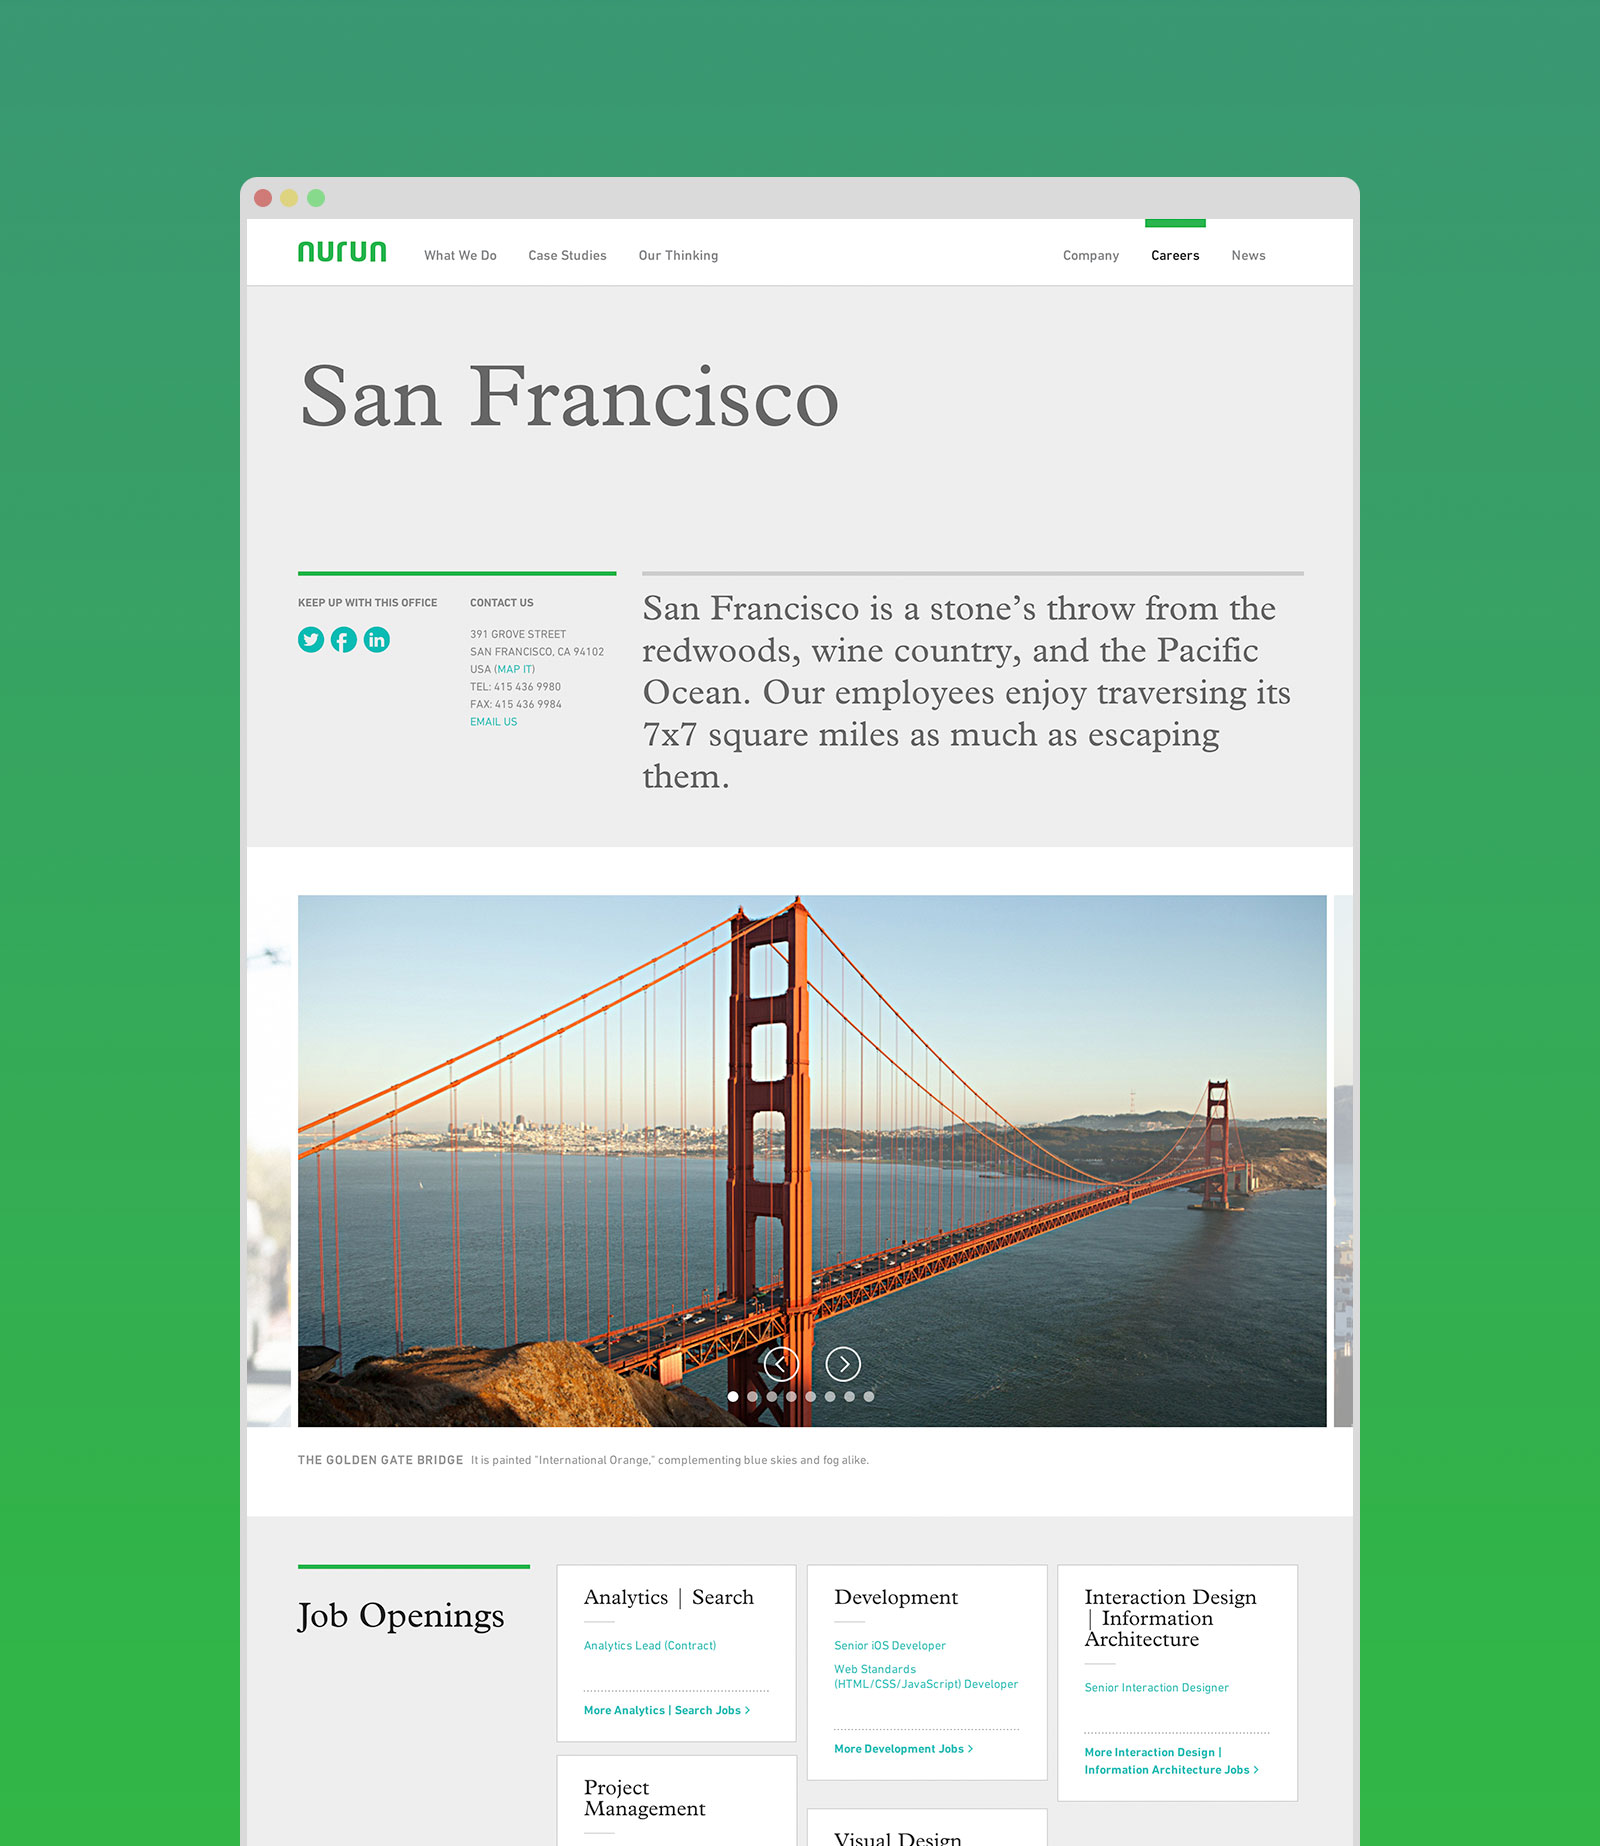 nurun
What We Do
Case Studies
Our Thinking
Company
Careers
News
San Francisco
KEEP UP WITH THIS OFFICE
CONTACT US
391 GROVE STREET
SAN FRANCISCO, CA 94102
USA (MAP IT)
TEL: 415 436 9980
FAX: 415 436 9984
EMAIL US
San Francisco is a stone’s throw from the
redwoods, wine country, and the Pacific
Ocean. Our employees enjoy traversing its
7x7 square miles as much as escaping
them.
THE GOLDEN GATE BRIDGE It is painted "International Orange," complementing blue skies and fog alike.
Job Openings
Analytics | Search
Analytics Lead (Contract)
More Analytics | Search Jobs >
Development
Senior iOS Developer
Web Standards
(HTML/CSS/JavaScript) Developer
More Development Jobs >
Interaction Design
| Information
Architecture
Senior Interaction Designer
More Interaction Design |
Information Architecture Jobs >
Project
Management
Visual Design